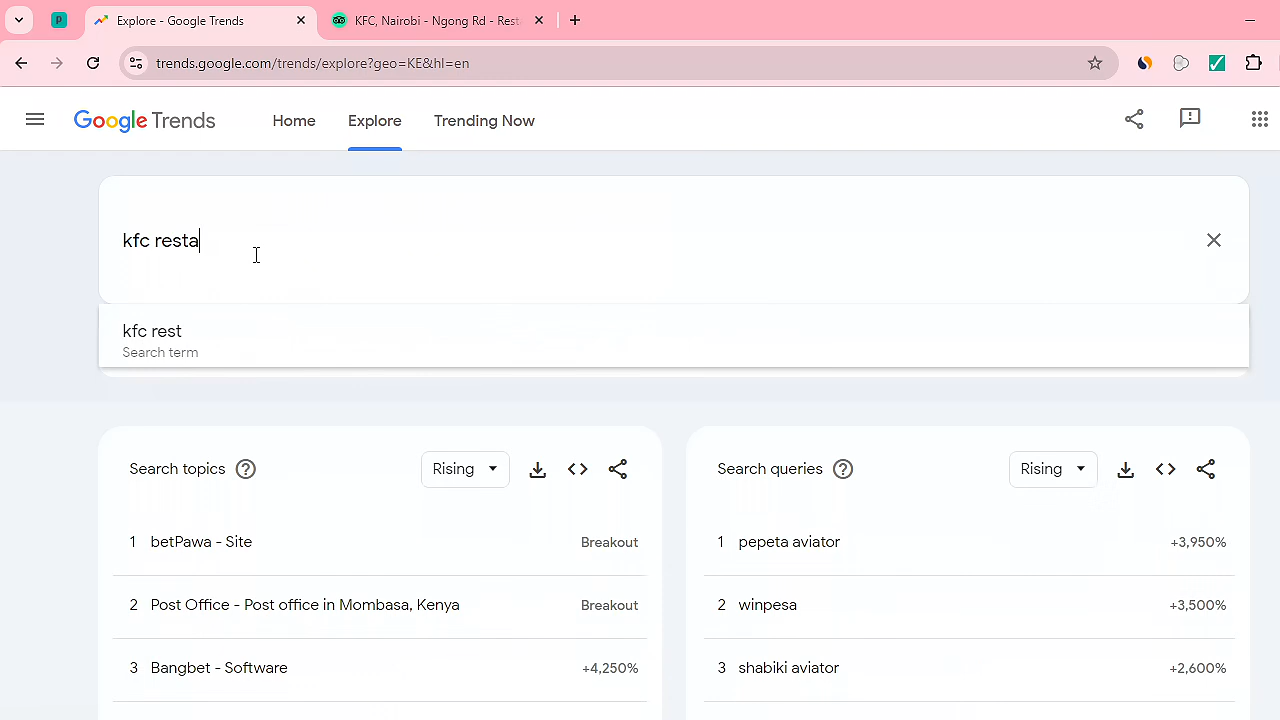 P
Explore - Google Trends
KFC, Nairobi - Ngong Rd - Rest
trends.google.com/trends/explore?geo=KE&hl=en
Google Trends
Home
Explore
Trending Now
kfc resta
kfc rest
Search term
Search topics
Rising
Search queries
Rising
1 betPawa - Site Breakout
2 Post Office - Post office in Mombasa, Kenya Breakout
3 Bangbet - Software +4,250%
1 pepeta aviator +3,950%
2 winpesa +3,500%
3 shabiki aviator +2,600%